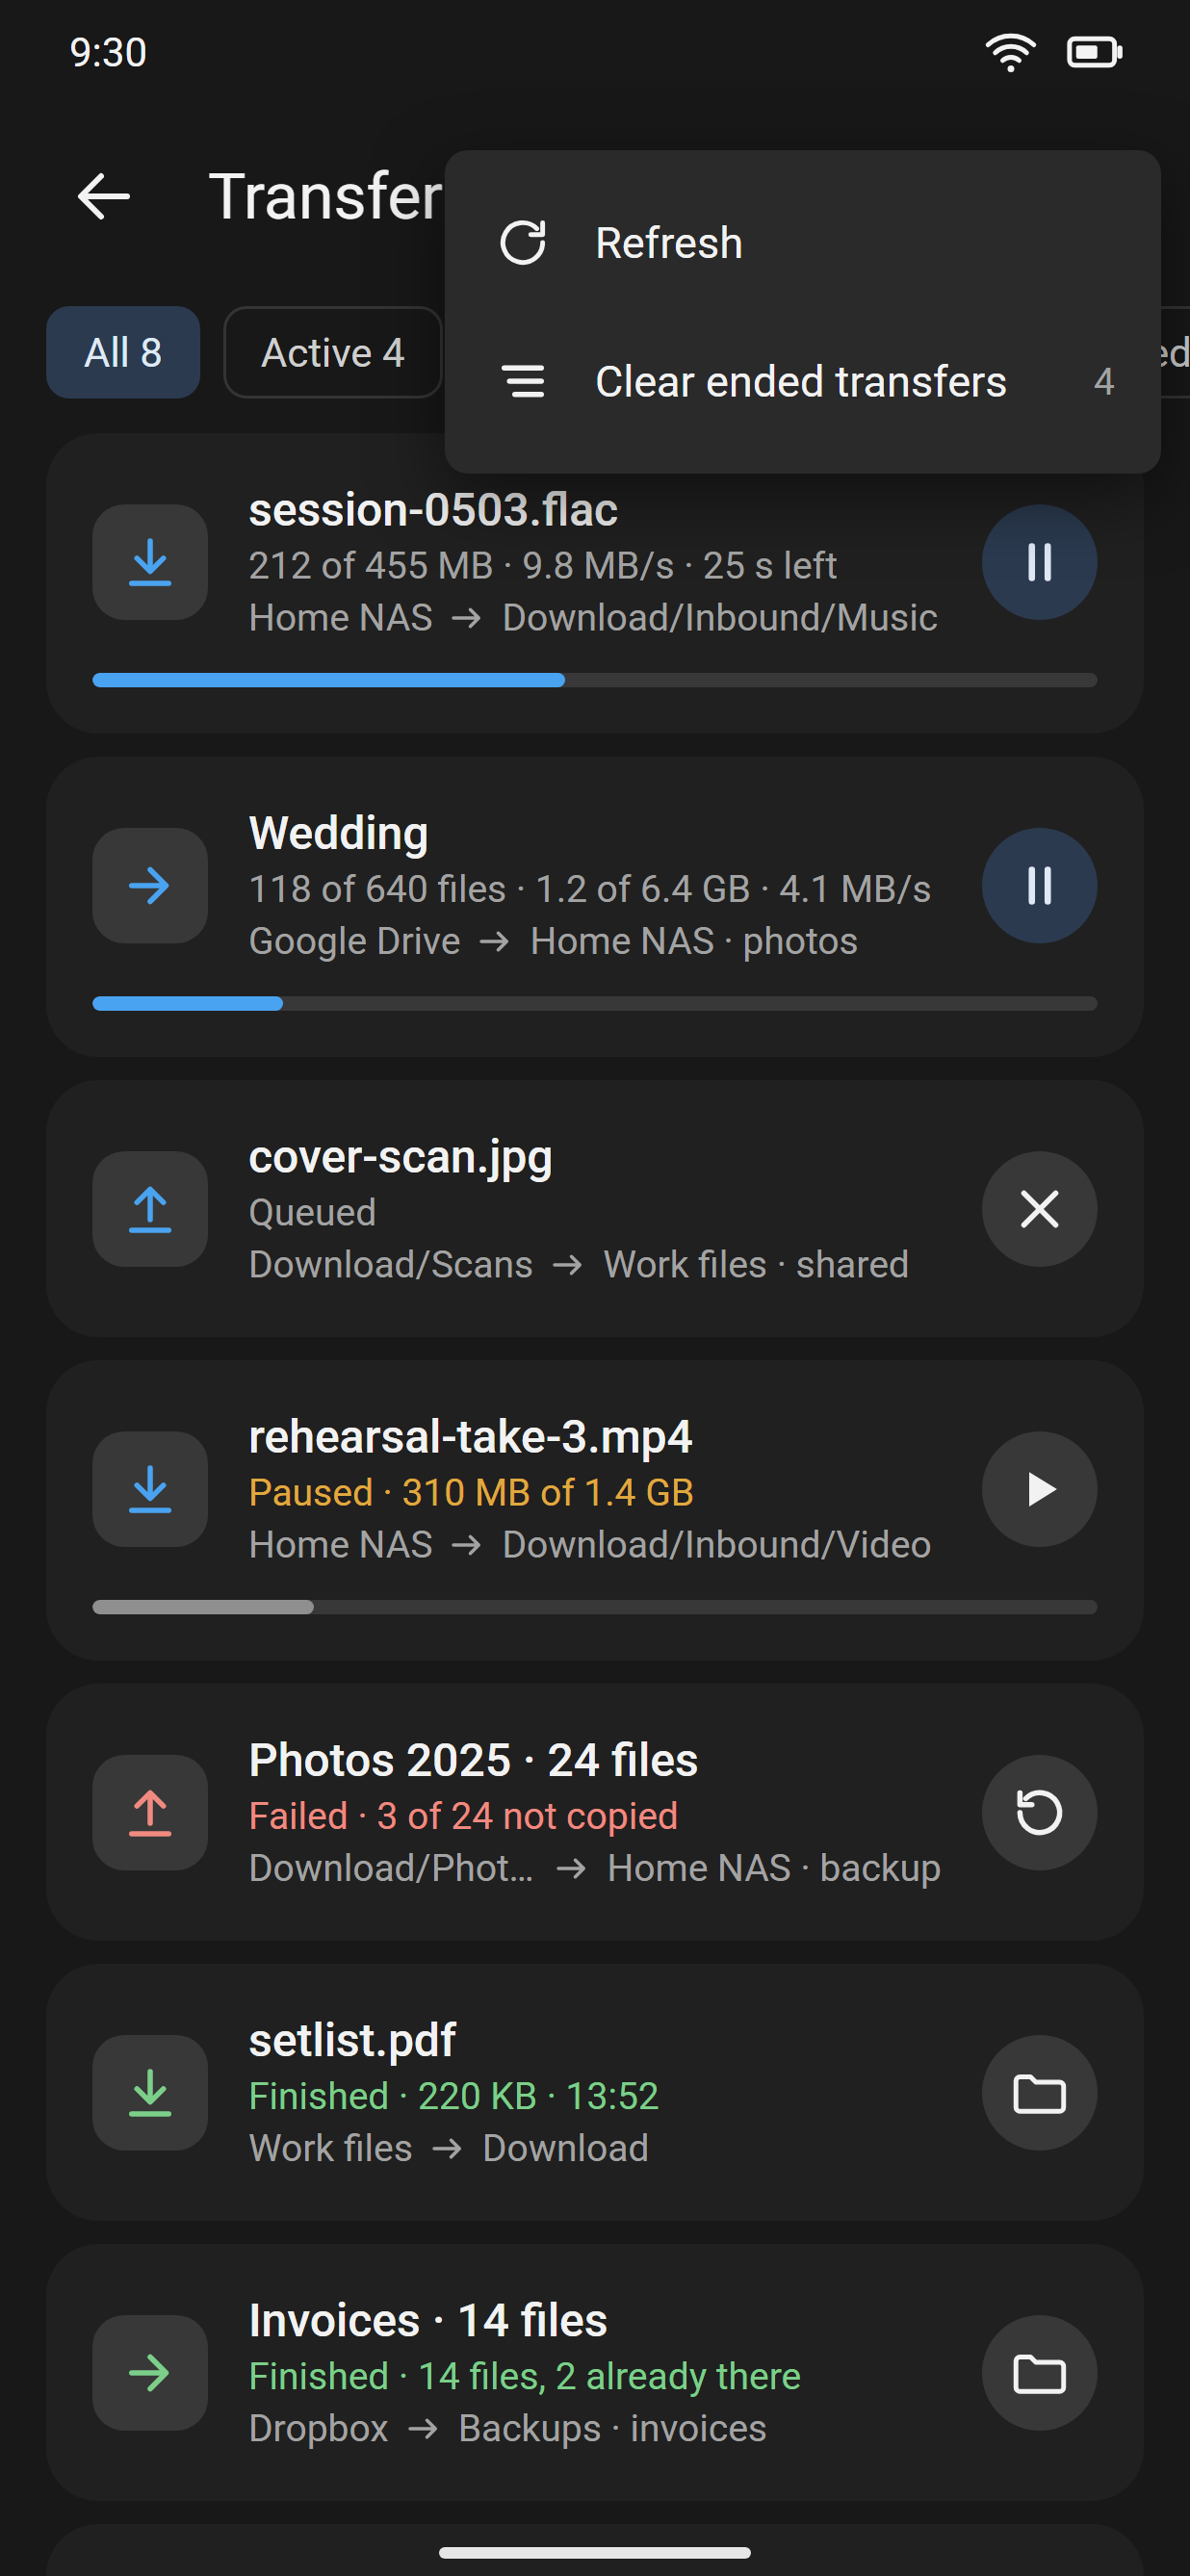 9:30
Transfer
Refresh
Clear ended transfers 4
All 8
Active 4
ed
session-0503.flac
212 of 455 MB · 9.8 MB/s · 25 s left
Home NAS → Download/Inbound/Music
Wedding
118 of 640 files · 1.2 of 6.4 GB · 4.1 MB/s
Google Drive → Home NAS · photos
cover-scan.jpg
Queued
Download/Scans → Work files · shared
rehearsal-take-3.mp4
Paused · 310 MB of 1.4 GB
Home NAS → Download/Inbound/Video
Photos 2025 · 24 files
Failed · 3 of 24 not copied
Download/Phot… → Home NAS · backup
setlist.pdf
Finished · 220 KB · 13:52
Work files → Download
Invoices · 14 files
Finished · 14 files, 2 already there
Dropbox → Backups · invoices